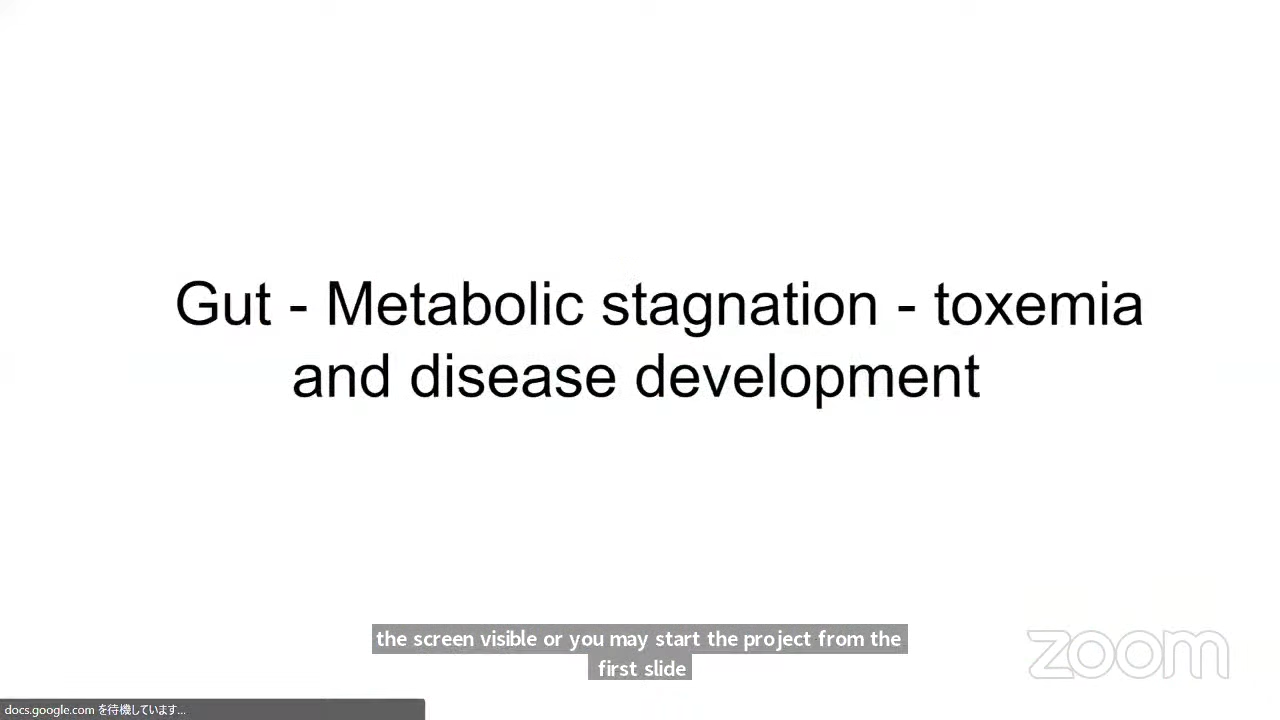 Gut - Metabolic stagnation - toxemia
and disease development
the screen visible or you may start the project from the
first slide
zoom
docs.google.com を待機しています...